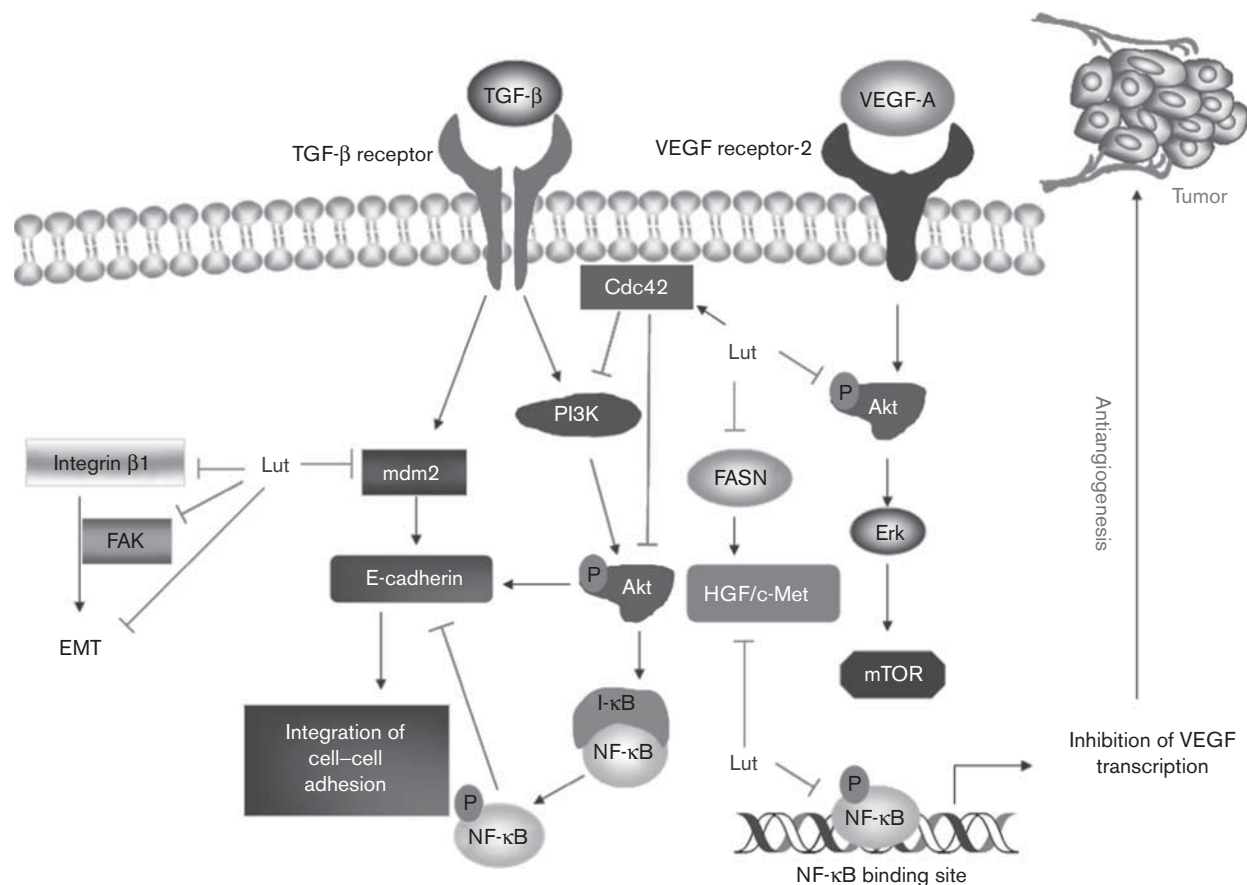 TGF-β
VEGF-A
TGF-β receptor
VEGF receptor-2
Tumor
Cdc42
Lut
P
Akt
PI3K
Antiangiogenesis
Integrin β1
Lut
mdm2
FASN
FAK
Erk
E-cadherin
P
Akt
HGF/c-Met
EMT
mTOR
I-κB
NF-κB
Integration of
cell–cell
adhesion
Inhibition of VEGF
transcription
Lut
P
NF-κB
P
NF-κB
NF-κB binding site